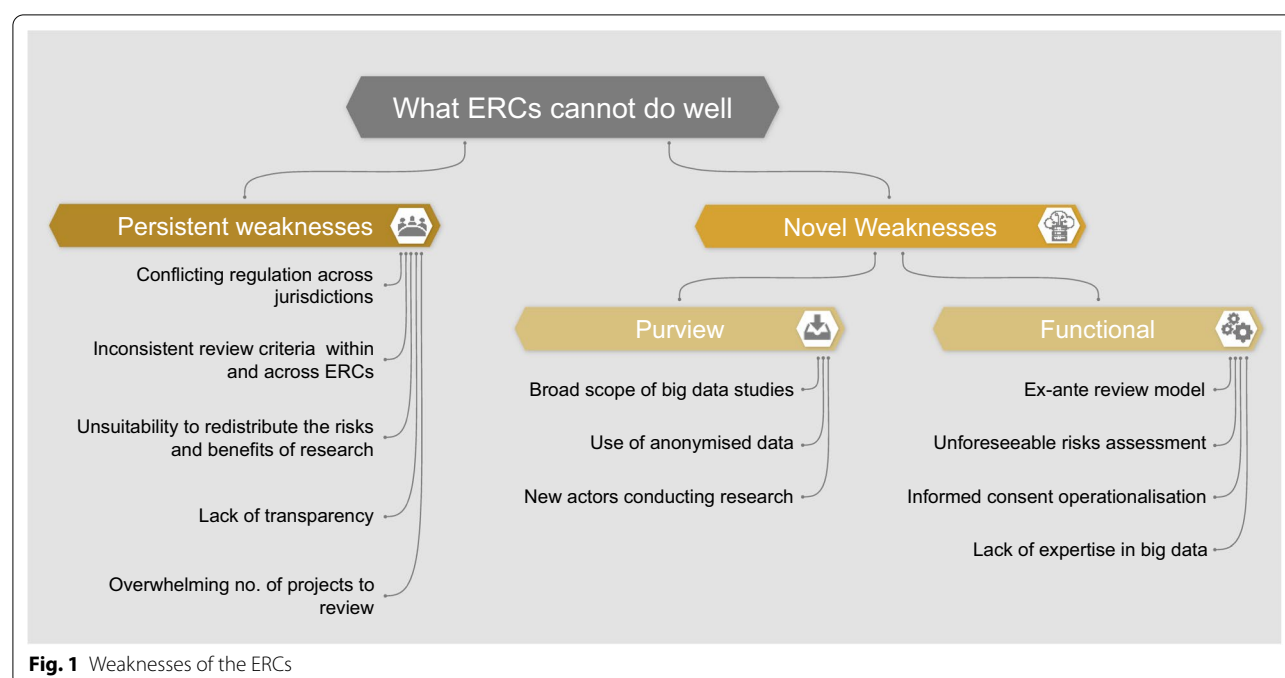 What ERCs cannot do well
Persistent weaknesses
Conflicting regulation across
jurisdictions
Inconsistent review criteria within
and across ERCs
Unsuitability to redistribute the risks
and benefits of research
Lack of transparency
Overwhelming no. of projects to
review
Novel Weaknesses
Purview
Broad scope of big data studies
Use of anonymised data
New actors conducting research
Functional
Ex-ante review model
Unforeseeable risks assessment
Informed consent operationalisation
Lack of expertise in big data
Fig. 1 Weaknesses of the ERCs